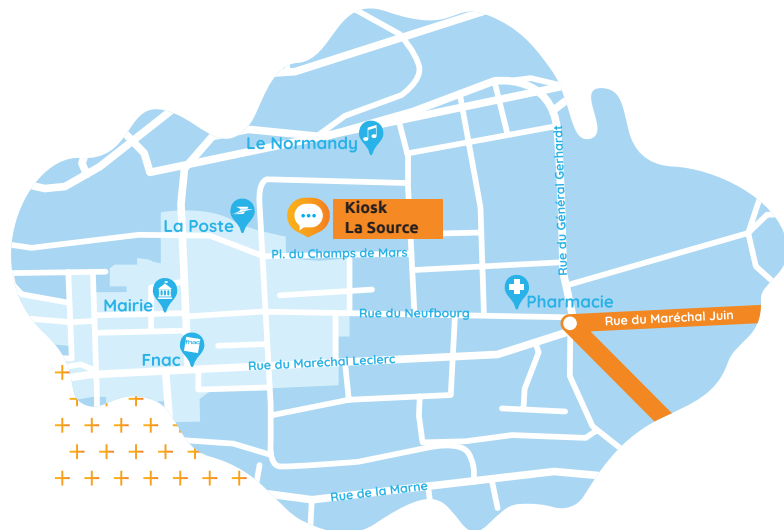 Le Normandy
Rue du Général Gerhardt
Kiosk
La Source
La Poste
Pl. du Champs de Mars
Mairie
Pharmacie
Rue du Neufbourg
Rue du Maréchal Juin
fnac
Fnac
Rue du Maréchal Leclerc
Rue de la Marne